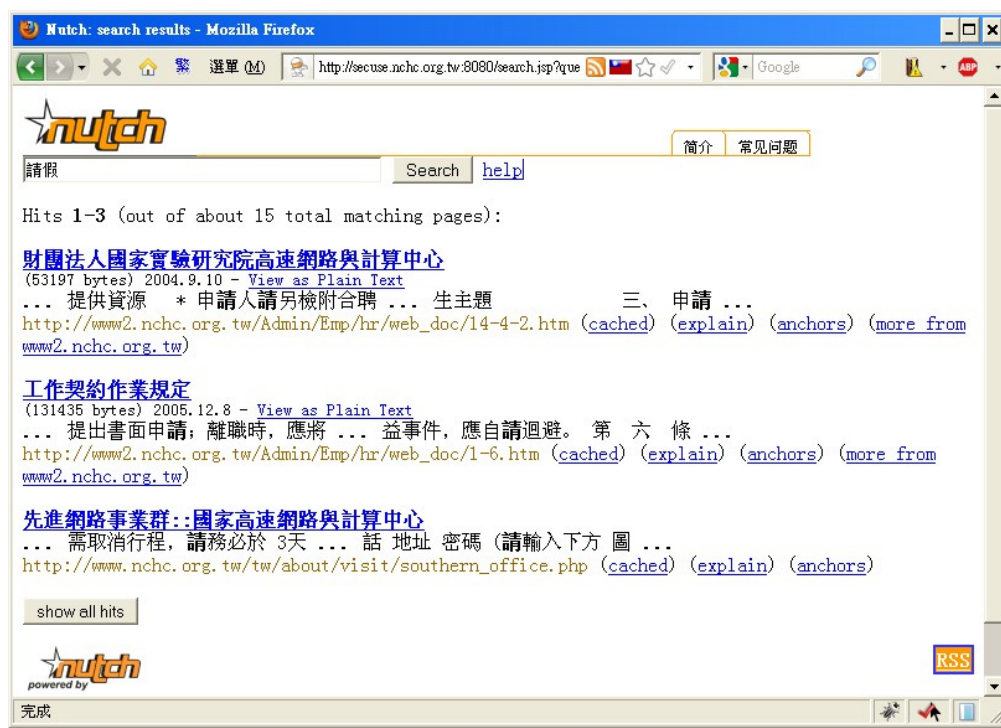 Nutch: search results - Mozilla Firefox
繁 選單 (M) http://secuse.nchc.org.tw:8080/search.jsp?que Google ABP
nutch
简介 常见问题
請假 Search help
Hits 1-3 (out of about 15 total matching pages):
財團法人國家實驗研究院高速網路與計算中心
(53197 bytes) 2004.9.10 - View as Plain Text
... 提供資源 * 申請人請另檢附合聘 ... 生主題 三、 申請 ...
http://www2.nchc.org.tw/Admin/Emp/hr/web_doc/14-4-2.htm (cached) (explain) (anchors) (more from
www2.nchc.org.tw)
工作契約作業規定
(131435 bytes) 2005.12.8 - View as Plain Text
... 提出書面申請; 離職時, 應將 ... 益事件, 應自請迴避。 第 六 條 ...
http://www2.nchc.org.tw/Admin/Emp/hr/web_doc/1-6.htm (cached) (explain) (anchors) (more from
www2.nchc.org.tw)
先進網路事業群::國家高速網路與計算中心
... 需取消行程, 請務必於 3天 ... 話 地址 密碼 (請輸入下方 圖 ...
http://www.nchc.org.tw/tw/about/visit/southern_office.php (cached) (explain) (anchors)
show all hits
nutch
powered by
RSS
完成